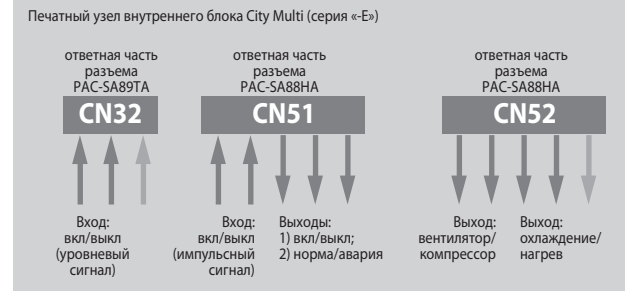 Печатный узел внутреннего блока City Multi (серия «-E»)
ответная часть
разъема
PAC-SA89TA
CN32
Вход:
вкл/выкл
(уровневый
сигнал)
ответная часть
разъема
PAC-SA88HA
CN51
Вход:
вкл/выкл
(импульсный
сигнал)
Выходы:
1) вкл/выкл;
2) норма/авария
ответная часть
разъема
PAC-SA88HA
CN52
Выход:
вентилятор/
компрессор
Выход:
охлаждение/
нагрев